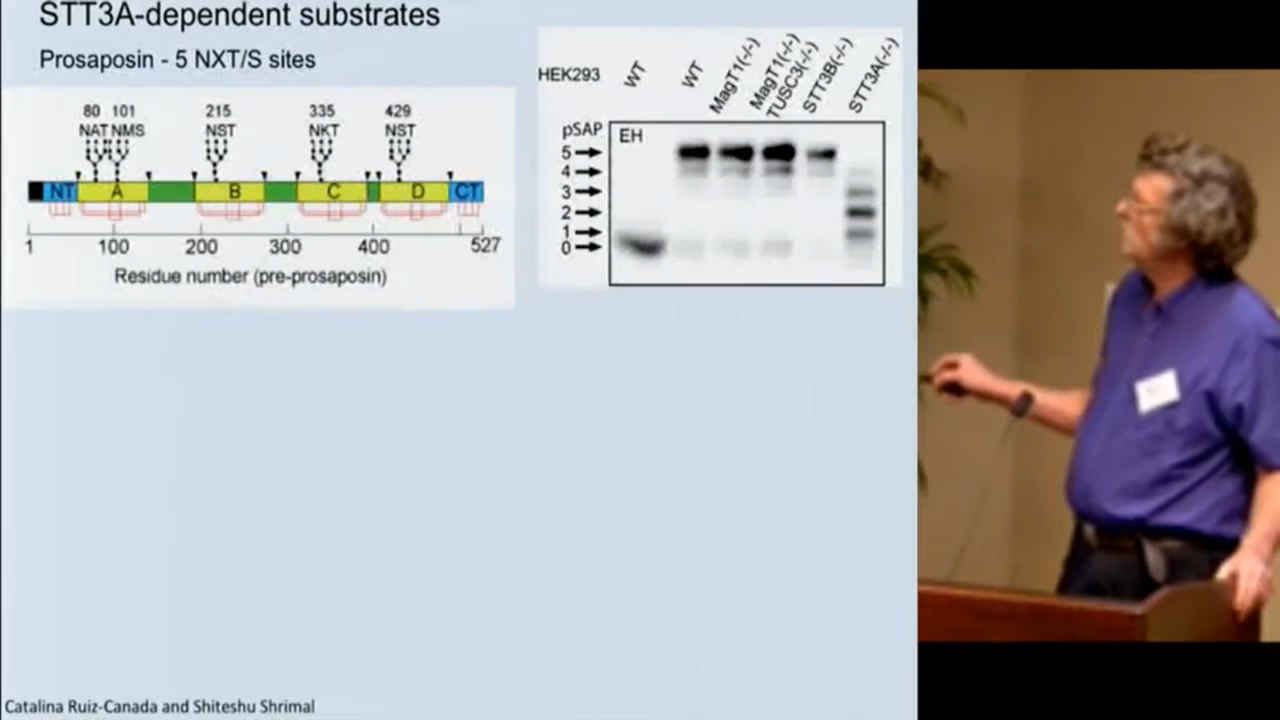 STT3A-dependent substrates
Prosaposin - 5 NXT/S sites
80 101 215 335 429
NAT NMS NST NKT NST
NT A B C D CT
1 100 200 300 400 527
Residue number (pre-prosaposin)
HEK293 WT WT MagT1(-/-) MagT1(-/-) TUSC3(-/-) STT3B(-/-) STT3A(-/-)
pSAP EH
5
4
3
2
1
0
Catalina Ruiz-Canada and Shiteshu Shrimal